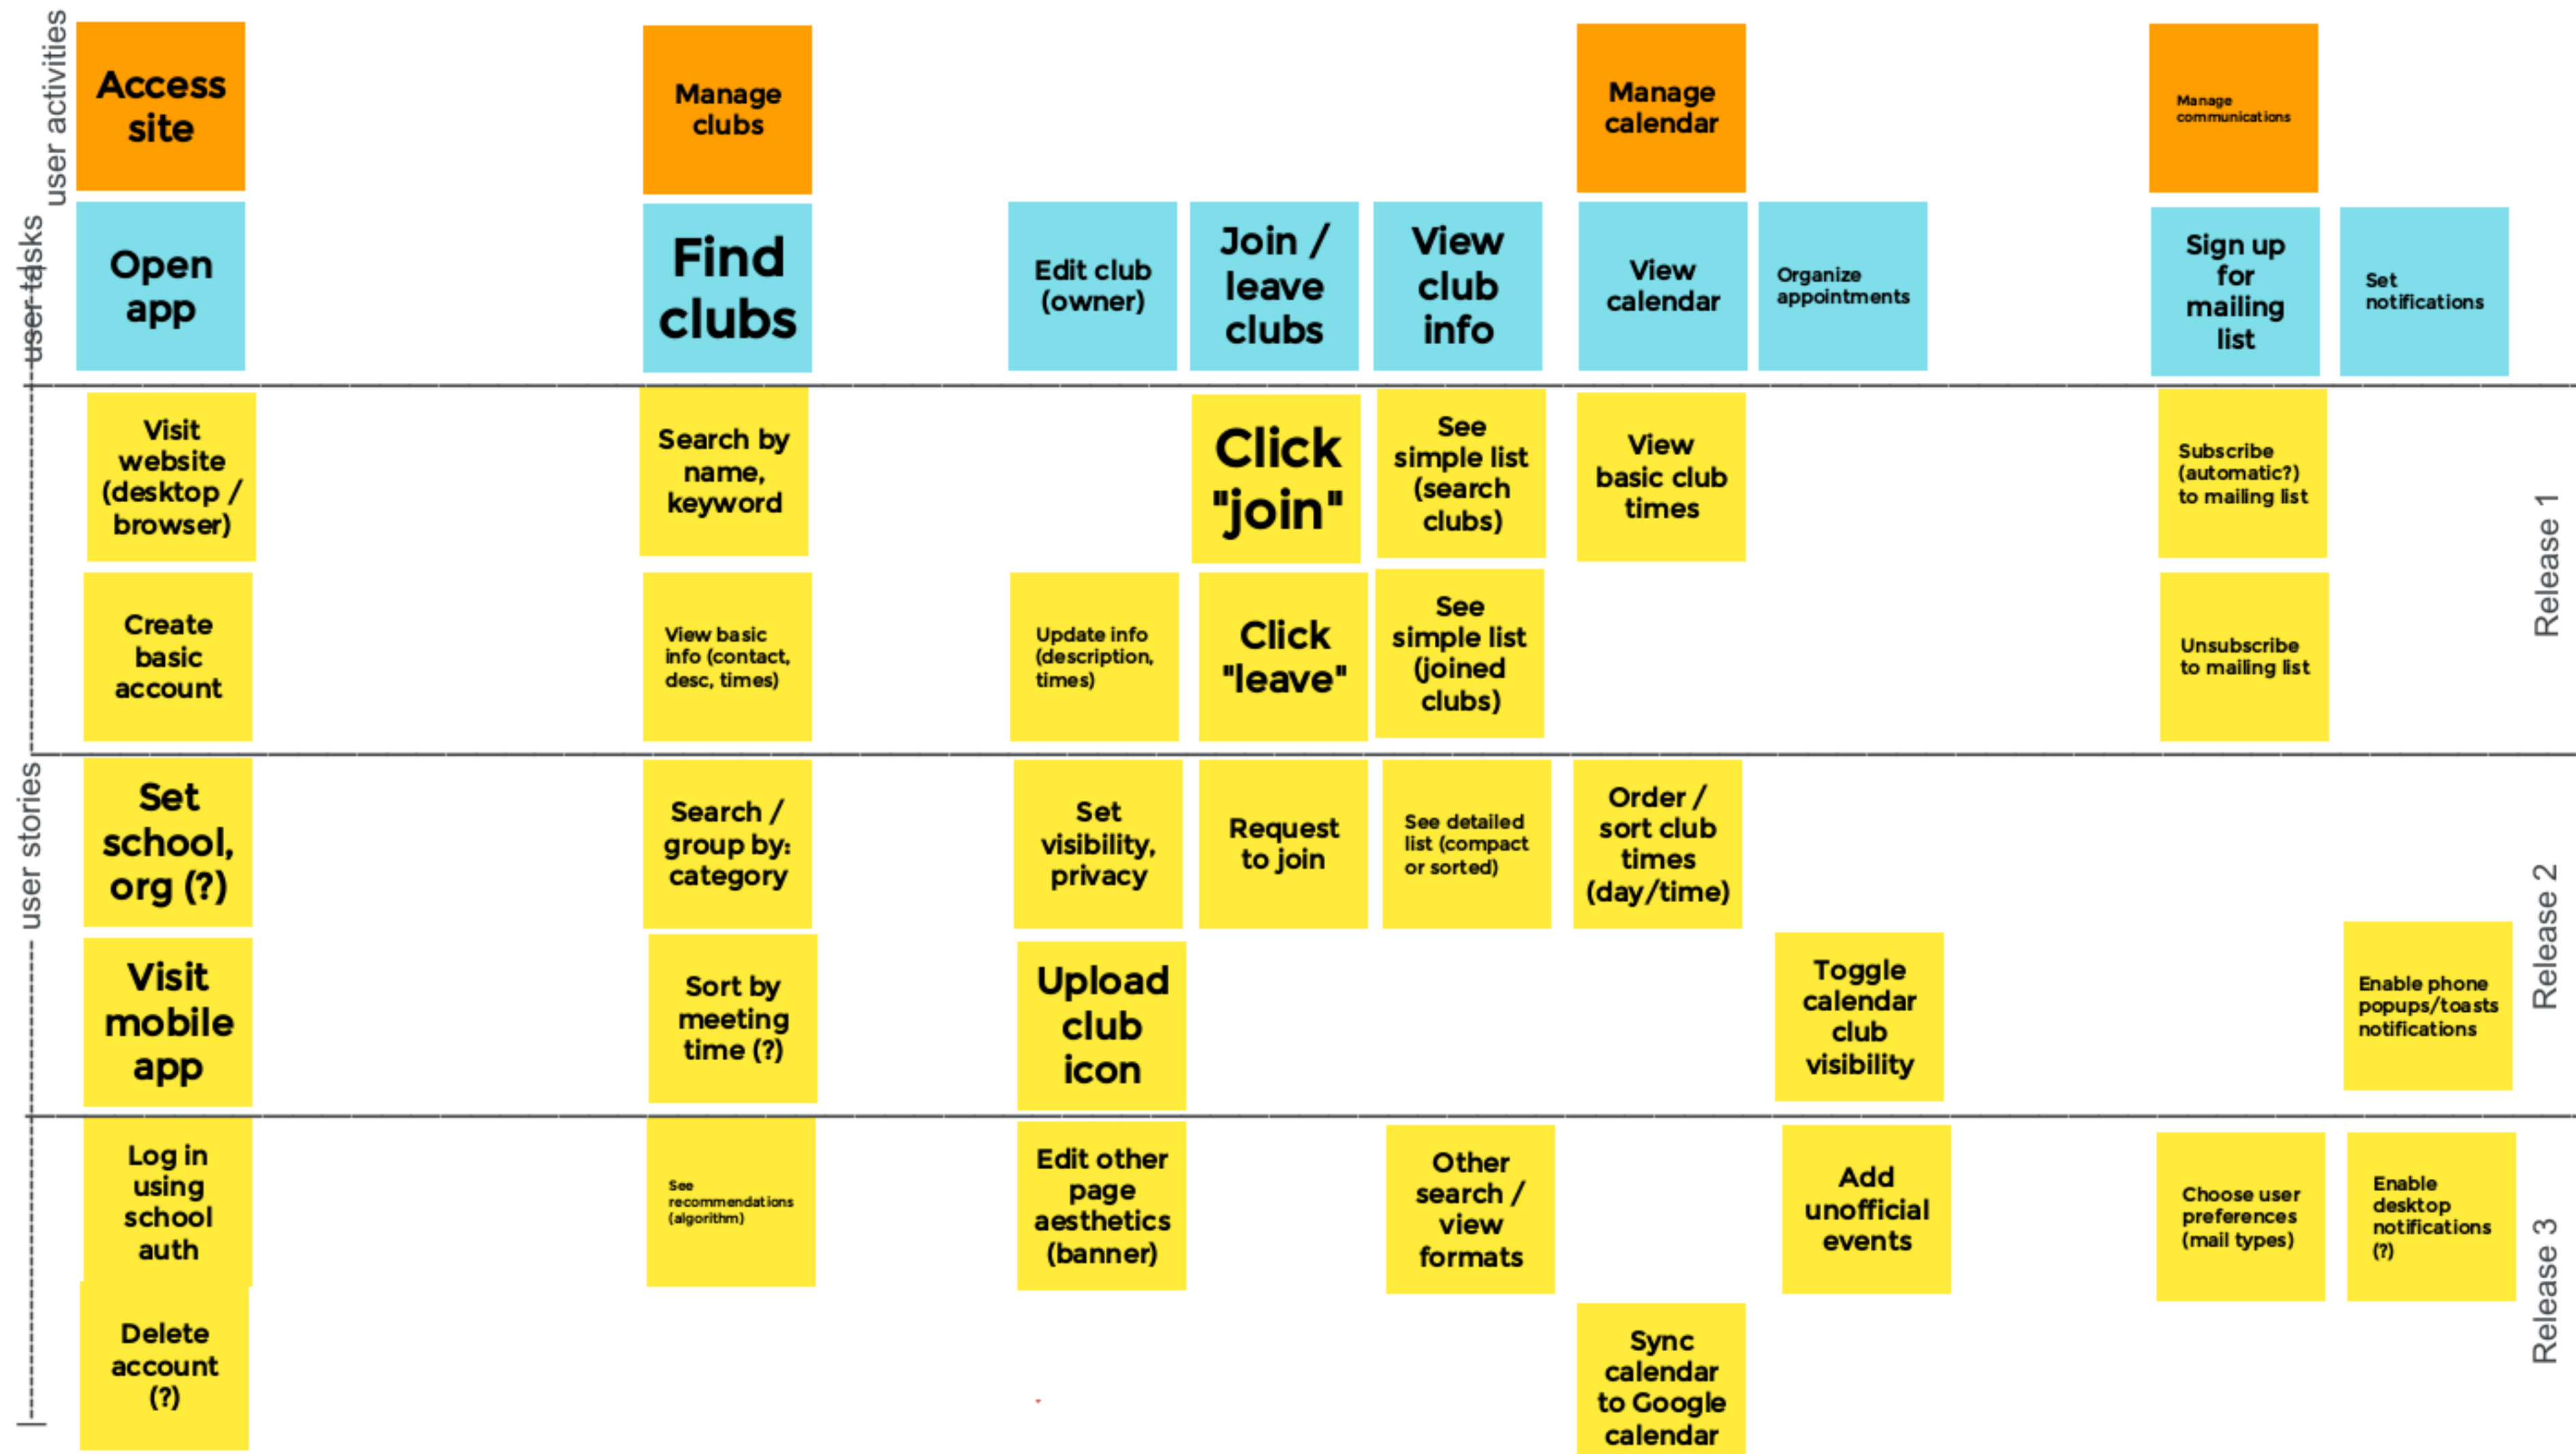 user activities
Access
site
Manage
clubs
Manage
calendar
Manage
communications
user tasks
Open
app
Find
clubs
Edit club
(owner)
Join /
leave
clubs
View
club
info
View
calendar
Organize
appointments
Sign up
for
mailing
list
Set
notifications
Visit
website
(desktop /
browser)
Search by
name,
keyword
Click
"join"
See
simple list
(search
clubs)
View
basic club
times
Subscribe
(automatic?)
to mailing list
Release 1
Create
basic
account
View basic
info (contact,
desc, times)
Update info
(description,
times)
Click
"leave"
See
simple list
(joined
clubs)
Unsubscribe
to mailing list
user stories
Set
school,
org (?)
Search /
group by:
category
Set
visibility,
privacy
Request
to join
See detailed
list (compact
or sorted)
Order /
sort club
times
(day/time)
Release 2
Visit
mobile
app
Sort by
meeting
time (?)
Upload
club
icon
Toggle
calendar
club
visibility
Enable phone
popups/toasts
notifications
Log in
using
school
auth
See
recommendations
(algorithm)
Edit other
page
aesthetics
(banner)
Other
search /
view
formats
Add
unofficial
events
Choose user
preferences
(mail types)
Enable
desktop
notifications
(?)
Release 3
Delete
account
(?)
Sync
calendar
to Google
calendar